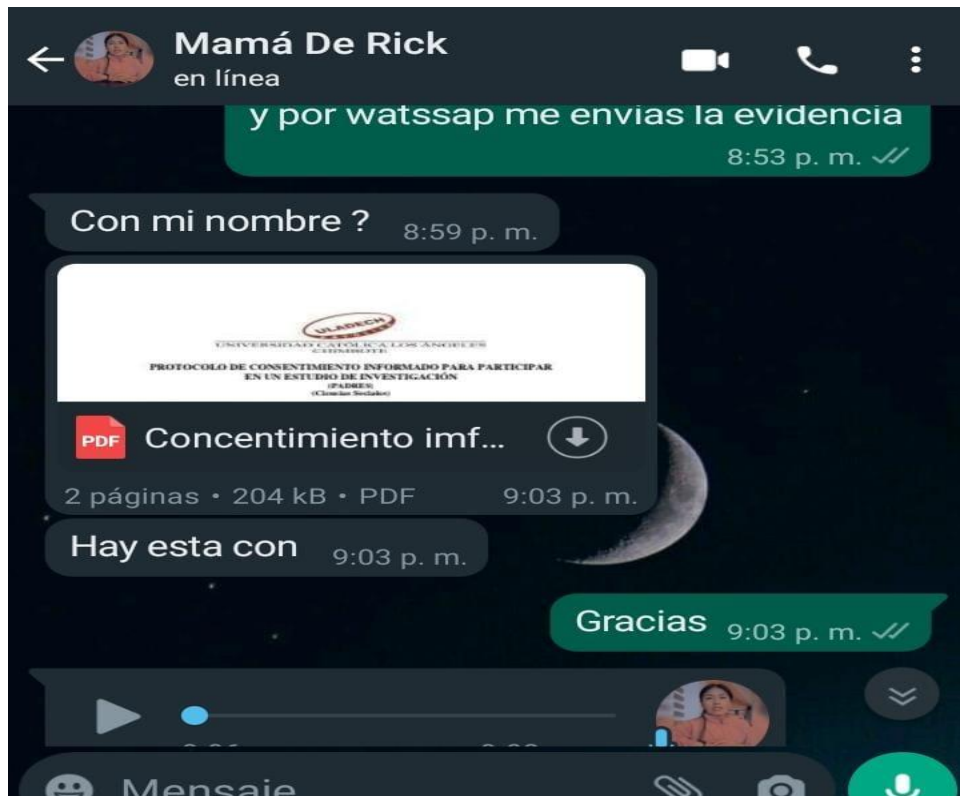 Mamá De Rick
en línea
y por watssap me envias la evidencia
8:53 p. m.
Con mi nombre ? 8:59 p. m.
ULADECH
UNIVERSIDAD CATÓLICA LOS ÁNGELES
CHIMBOTE
PROTOCOLO DE CONSENTIMIENTO INFORMADO PARA PARTICIPAR
EN UN ESTUDIO DE INVESTIGACIÓN
(PADRES)
(Ciencias Sociales)
PDF Concentimiento imf...
2 páginas • 204 kB • PDF 9:03 p. m.
Hay esta con 9:03 p. m.
Gracias 9:03 p. m.
Mensaje